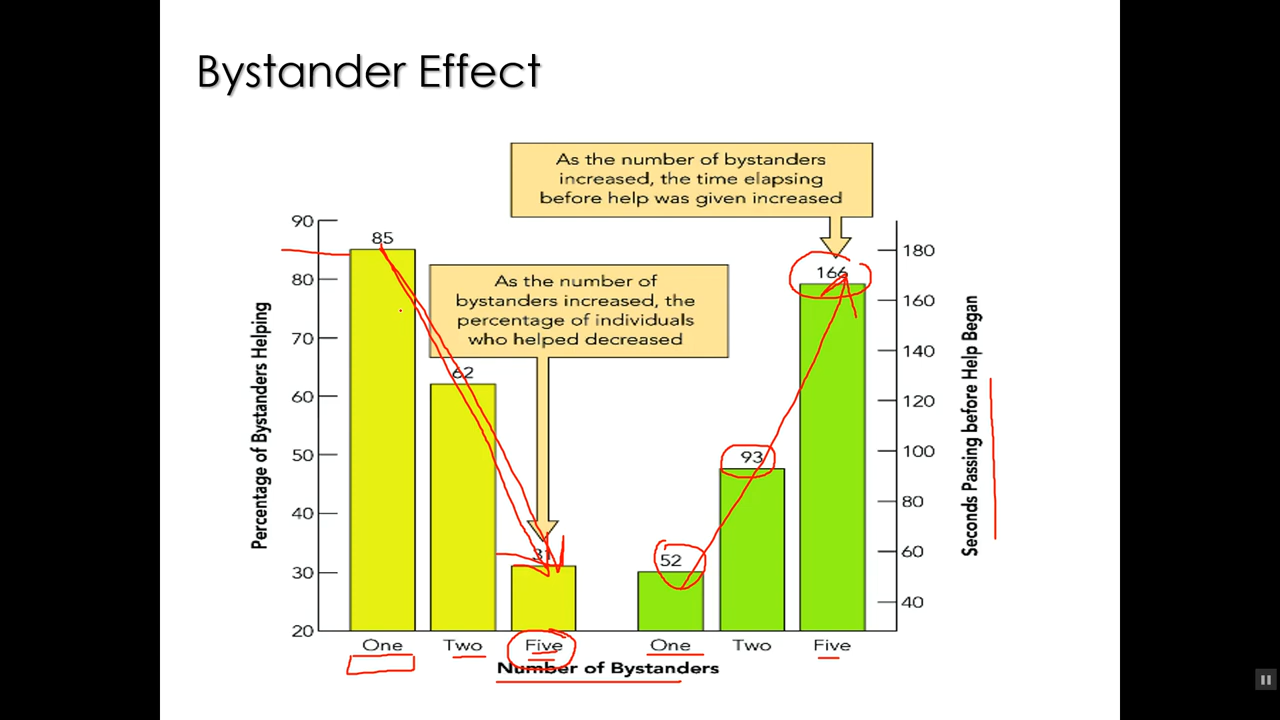 Bystander Effect
As the number of bystanders
increased, the time elapsing
before help was given increased
As the number of
bystanders increased, the
percentage of individuals
who helped decreased
Percentage of Bystanders Helping
90
80
70
60
50
40
30
20
85
62
31
52
93
166
180
160
140
120
100
80
60
40
Seconds Passing before Help Began
One Two Five One Two Five
Number of Bystanders